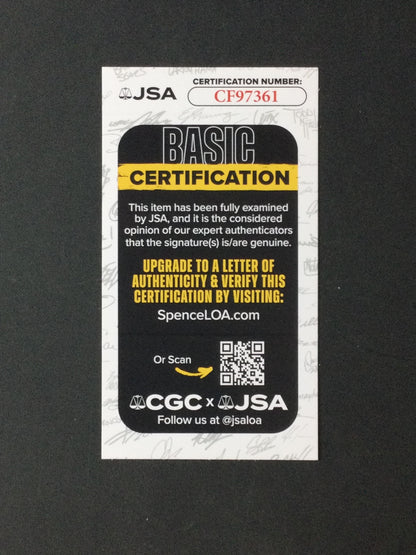 JSA
CERTIFICATION NUMBER:
CF97361
BASIC
CERTIFICATION
This item has been fully examined
by JSA, and it is the considered
opinion of our expert authenticators
that the signature(s) is/are genuine.
UPGRADE TO A LETTER OF
AUTHENTICITY & VERIFY THIS
CERTIFICATION BY VISITING:
SpenceLOA.com
Or Scan
CGC x JSA
Follow us at @jsaloa